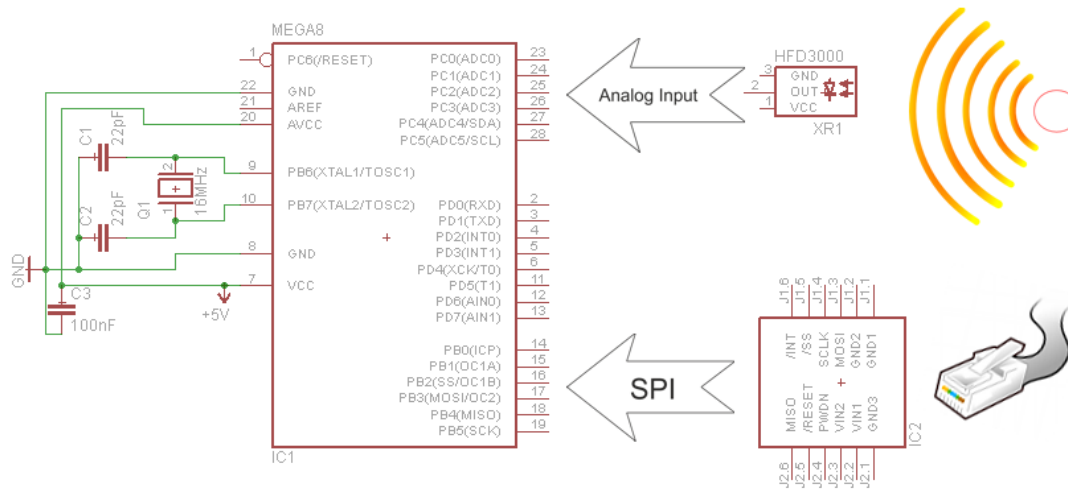 MEGA8
1 PC6(/RESET)
22 GND
21 AREF
20 AVCC
9 PB6(XTAL1/TOSC1)
10 PB7(XTAL2/TOSC2)
8 GND
7 VCC
PC0(ADC0) 23
PC1(ADC1) 24
PC2(ADC2) 25
PC3(ADC3) 26
PC4(ADC4/SDA) 27
PC5(ADC5/SCL) 28
PD0(RXD) 2
PD1(TXD) 3
PD2(INT0) 4
PD3(INT1) 5
PD4(XCK/T0) 6
PD5(T1) 11
PD6(AIN0) 12
PD7(AIN1) 13
PB0(ICP) 14
PB1(OC1A) 15
PB2(SS/OC1B) 16
PB3(MOSI/OC2) 17
PB4(MISO) 18
PB5(SCK) 19
IC1
C1
22pF
C2
22pF
2
1
Q1
16MHz
GND
C3
100nF
+5V
Analog Input
HFD3000
3 GND
2 OUT
1 VCC
XR1
SPI
J1.6
J1.5
J1.4
J1.3
J1.2
J1.1
/INT
/SS
SCLK
MOSI
GND2
GND1
MISO
/RESET
PWDN
VIN2
VIN1
GND3
IC2
J2.6
J2.5
J2.4
J2.3
J2.2
J2.1